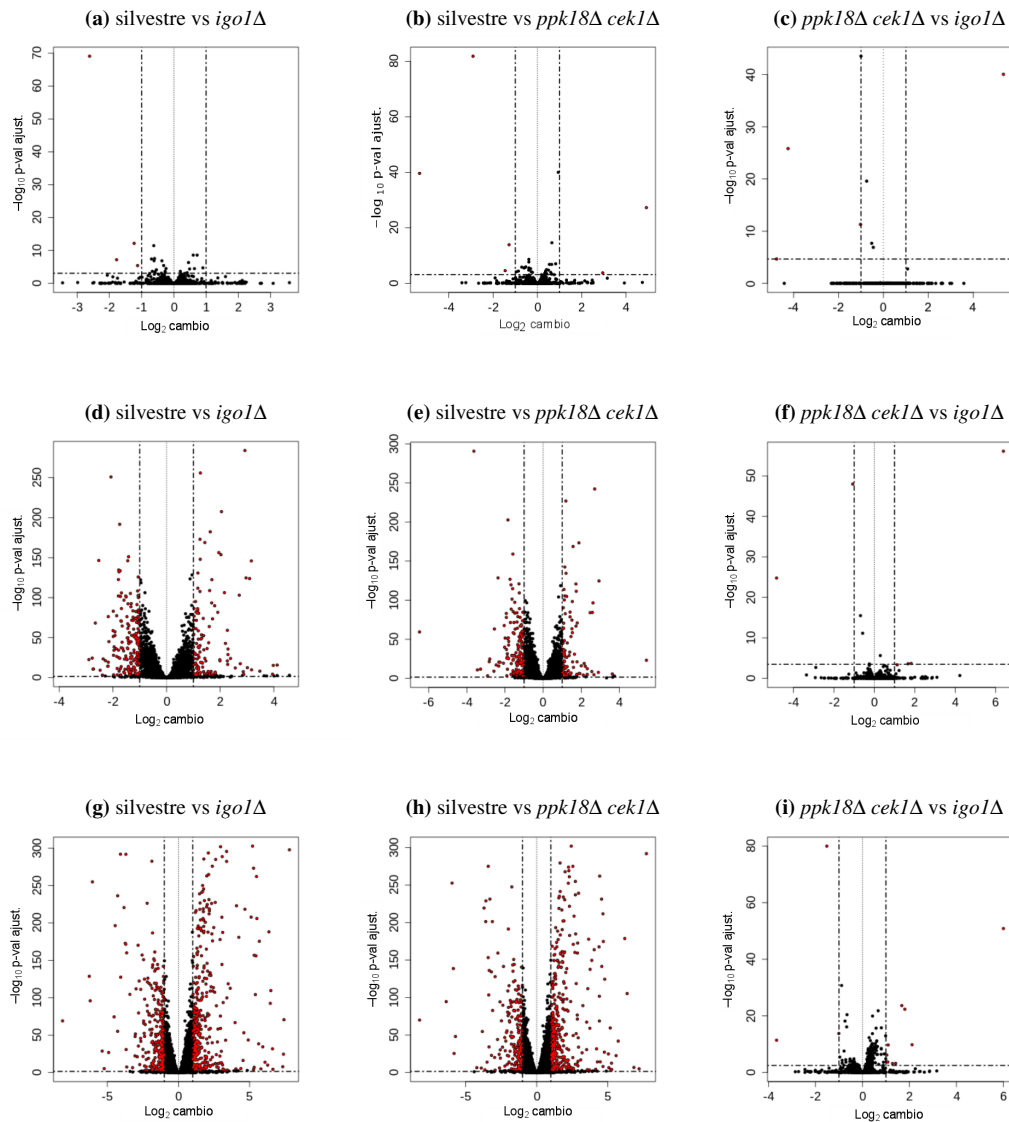 (a) silvestre vs igo1Δ
−log₁₀ p-val ajust.
70
60
50
40
30
20
10
0
-3 -2 -1 0 1 2 3
Log₂ cambio
(b) silvestre vs ppk18Δ cek1Δ
−log ₁₀ p-val ajust.
80
60
40
20
0
-6 -4 -2 0 2 4
Log₂ cambio
(c) ppk18Δ cek1Δ vs igo1Δ
−log₁₀ p-val ajust.
40
30
20
10
0
-4 -2 0 2 4
Log₂ cambio
(d) silvestre vs igo1Δ
−log₁₀ p-val ajust.
250
200
150
100
50
0
-4 -2 0 2 4
Log₂ cambio
(e) silvestre vs ppk18Δ cek1Δ
−log₁₀ p-val ajust.
300
250
200
150
100
50
0
-6 -4 -2 0 2 4 6
Log₂ cambio
(f) ppk18Δ cek1Δ vs igo1Δ
−log₁₀ p-val ajust.
50
40
30
20
10
0
-4 -2 0 2 4 6
Log₂ cambio
(g) silvestre vs igo1Δ
−log₁₀ p-val ajust.
300
250
200
150
100
50
0
-5 0 5
Log₂ cambio
(h) silvestre vs ppk18Δ cek1Δ
−log₁₀ p-val ajust.
300
250
200
150
100
50
0
-5 0 5
Log₂ cambio
(i) ppk18Δ cek1Δ vs igo1Δ
−log₁₀ p-val ajust.
80
60
40
20
0
-4 -2 0 2 4 6
Log₂ cambio